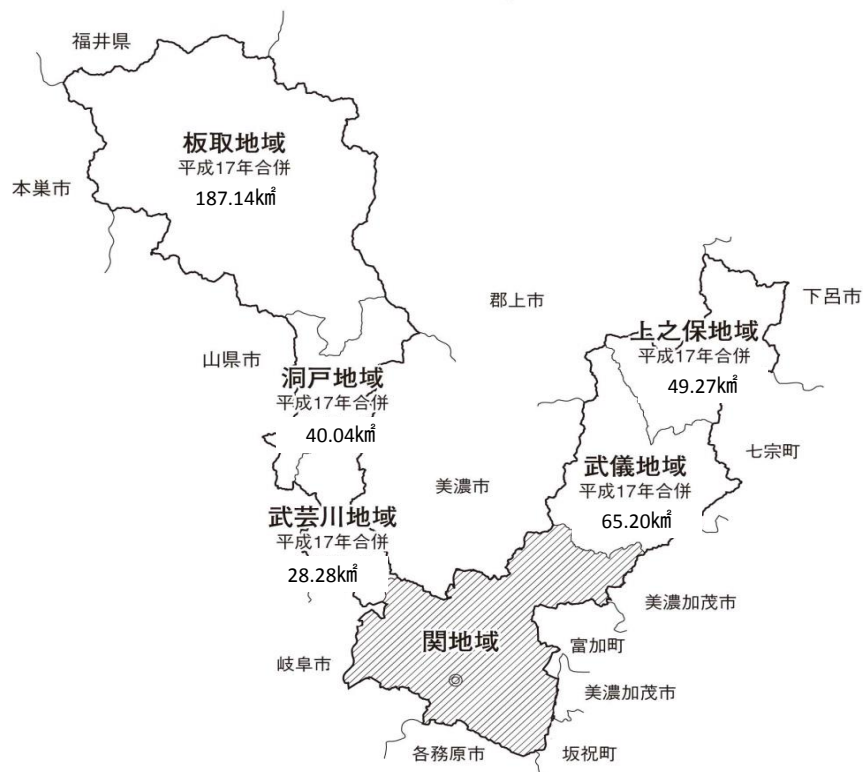 福井県
板取地域
平成17年合併
187.14㎢
本巣市
郡上市
下呂市
山県市
上之保地域
平成17年合併
49.27㎢
洞戸地域
平成17年合併
40.04㎢
七宗町
武儀地域
平成17年合併
65.20㎢
美濃市
武芸川地域
平成17年合併
28.28㎢
美濃加茂市
関地域
富加町
岐阜市
美濃加茂市
各務原市
坂祝町